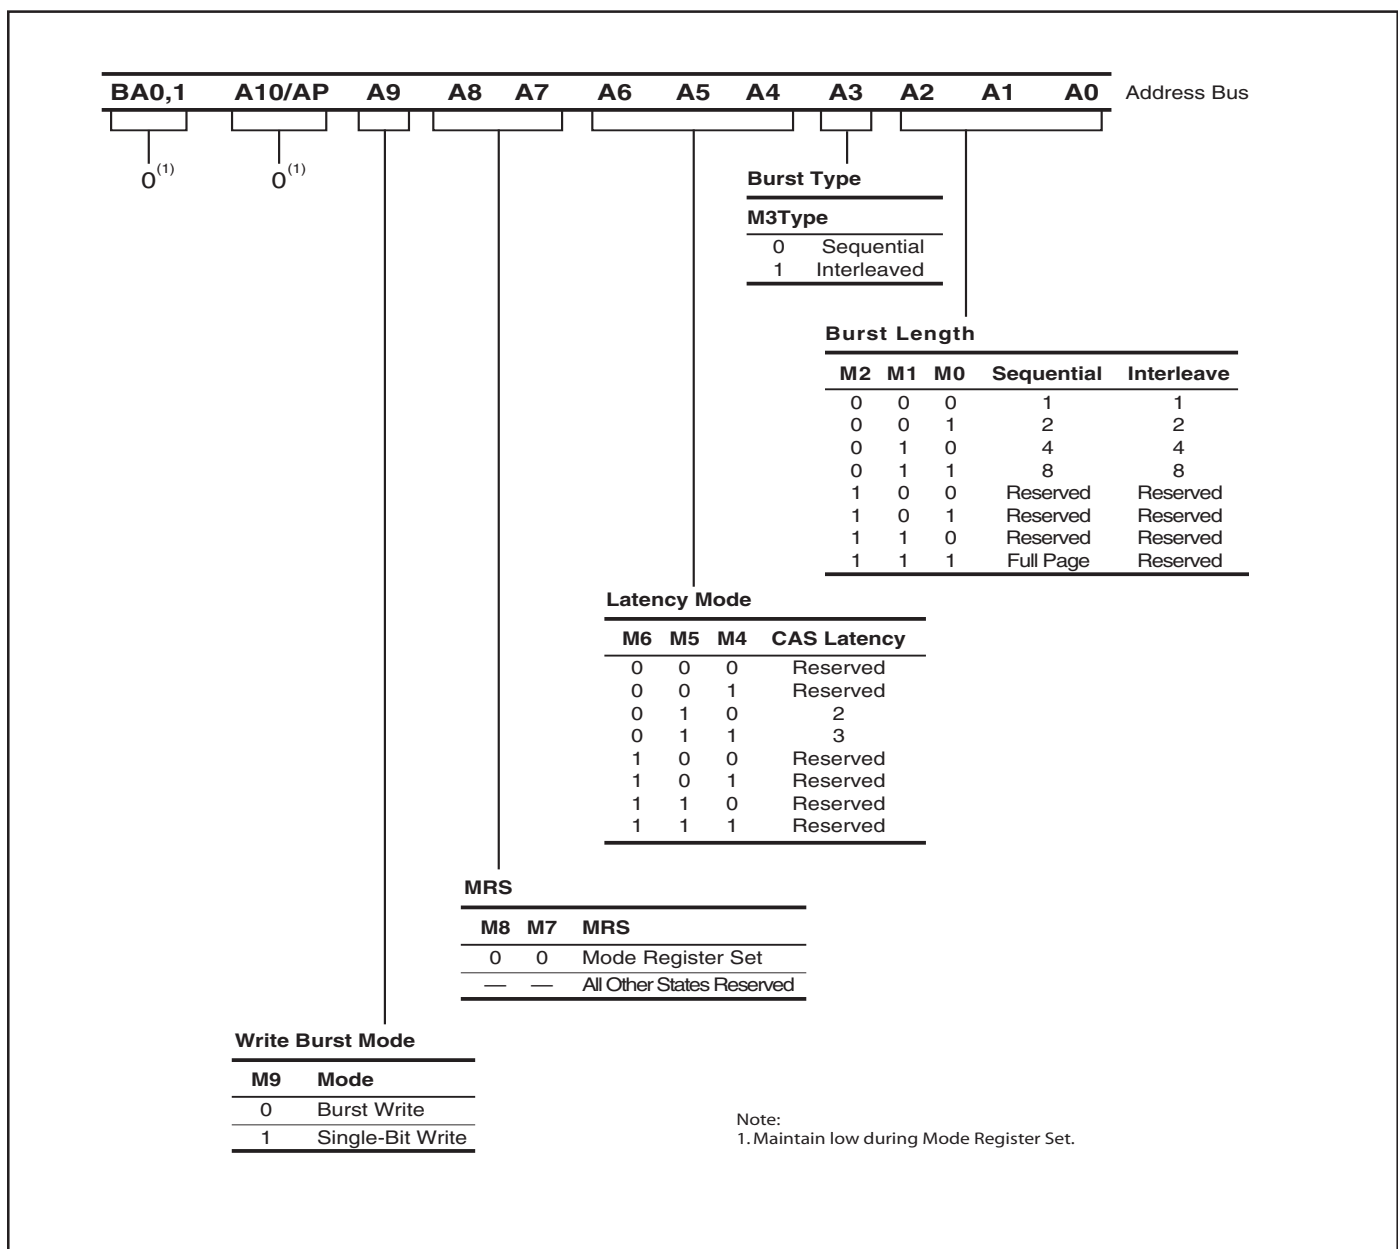 BA0,1 A10/AP A9 A8 A7 A6 A5 A4 A3 A2 A1 A0 Address Bus
0(1) 0(1)
Burst Type
M3Type
0 Sequential
1 Interleaved
Burst Length
M2 M1 M0 Sequential Interleave
0 0 0 1 1
0 0 1 2 2
0 1 0 4 4
0 1 1 8 8
1 0 0 Reserved Reserved
1 0 1 Reserved Reserved
1 1 0 Reserved Reserved
1 1 1 Full Page Reserved
Latency Mode
M6 M5 M4 CAS Latency
0 0 0 Reserved
0 0 1 Reserved
0 1 0 2
0 1 1 3
1 0 0 Reserved
1 0 1 Reserved
1 1 0 Reserved
1 1 1 Reserved
MRS
M8 M7 MRS
0 0 Mode Register Set
— — All Other States Reserved
Write Burst Mode
M9 Mode
0 Burst Write
1 Single-Bit Write
Note:
1. Maintain low during Mode Register Set.